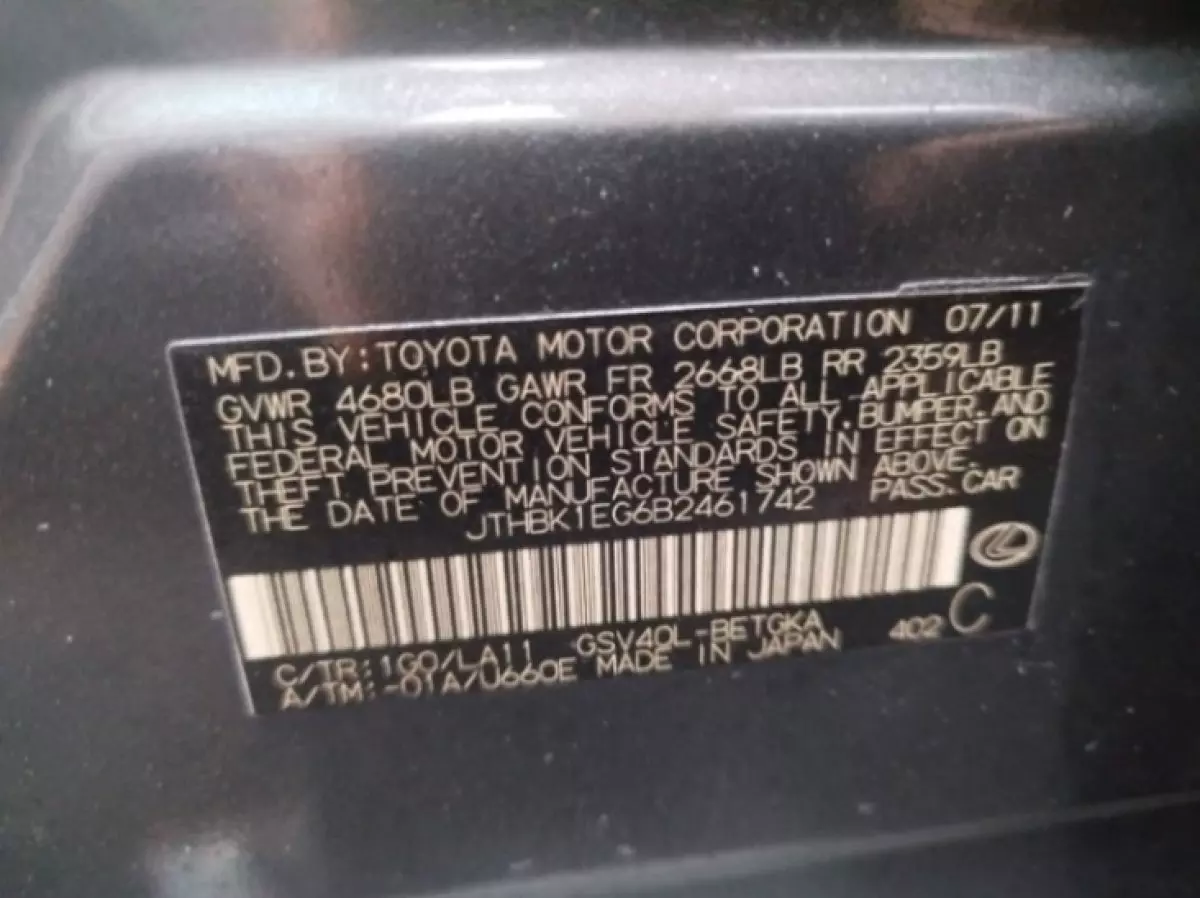 MFD. BY: TOYOTA MOTOR CORPORATION 07/11
GVWR 4680LB GAWR FR 2668LB RR 2359LB
THIS VEHICLE CONFORMS TO ALL APPLICABLE
FEDERAL MOTOR VEHICLE SAFETY, BUMPER, AND
THEFT PREVENTION STANDARDS IN EFFECT ON
THE DATE OF MANUFACTURE SHOWN ABOVE.
JTHBK1EG6B2461742 PASS. CAR
C/TR: 1G0/LA11 GSV40L-BETGKA 402 C
A/TM: -01A/U660E MADE IN JAPAN